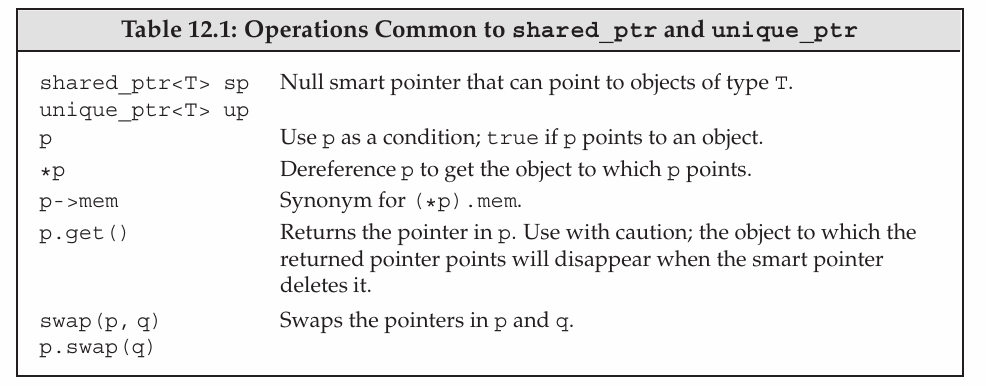 Table 12.1: Operations Common to shared_ptr and unique_ptr
shared_ptr<T> sp Null smart pointer that can point to objects of type T.
unique_ptr<T> up
p Use p as a condition; true if p points to an object.
*p Dereference p to get the object to which p points.
p->mem Synonym for (*p).mem.
p.get() Returns the pointer in p. Use with caution; the object to which the
returned pointer points will disappear when the smart pointer
deletes it.
swap(p, q) Swaps the pointers in p and q.
p.swap(q)